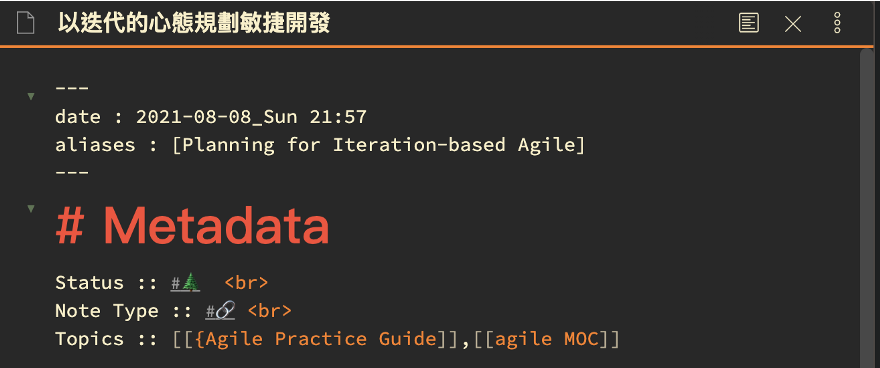 以迭代的心態規劃敏捷開發
---
date : 2021-08-08_Sun 21:57
aliases : [Planning for Iteration-based Agile]
---
# Metadata
Status :: #🌲 <br>
Note Type :: #🔗 <br>
Topics :: [[{Agile Practice Guide]],[[agile MOC]]